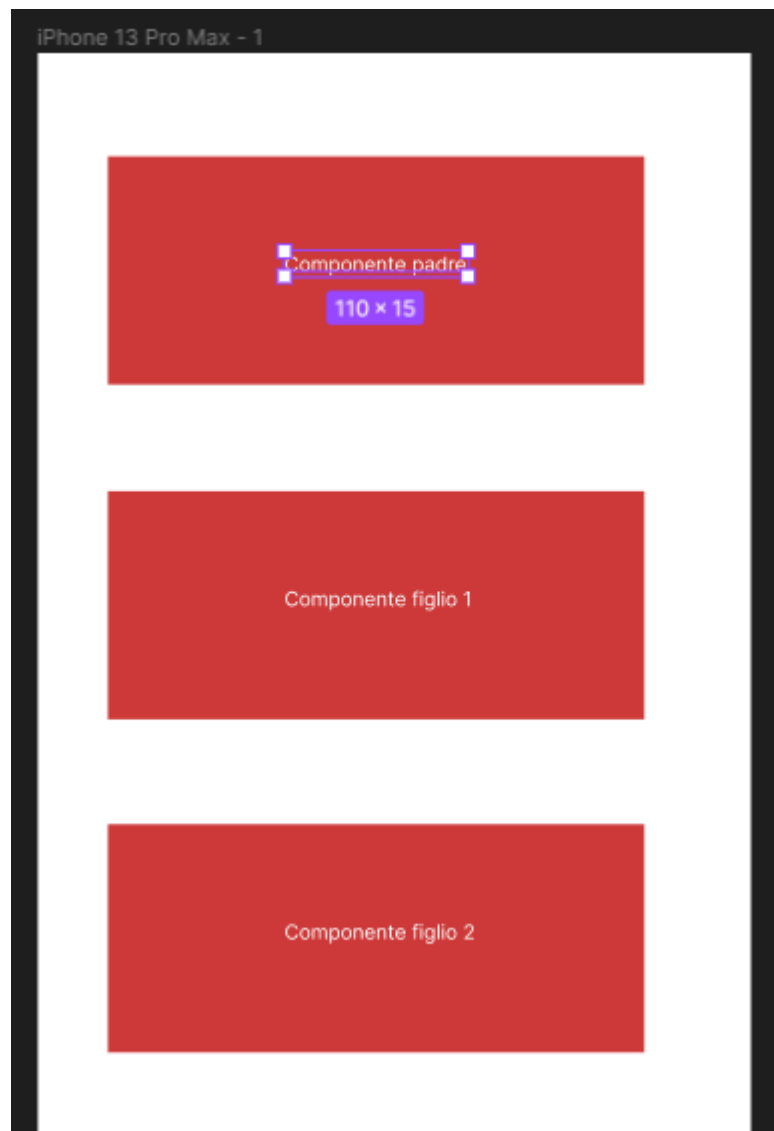 iPhone 13 Pro Max - 1
Componente padre
110 × 15
Componente figlio 1
Componente figlio 2